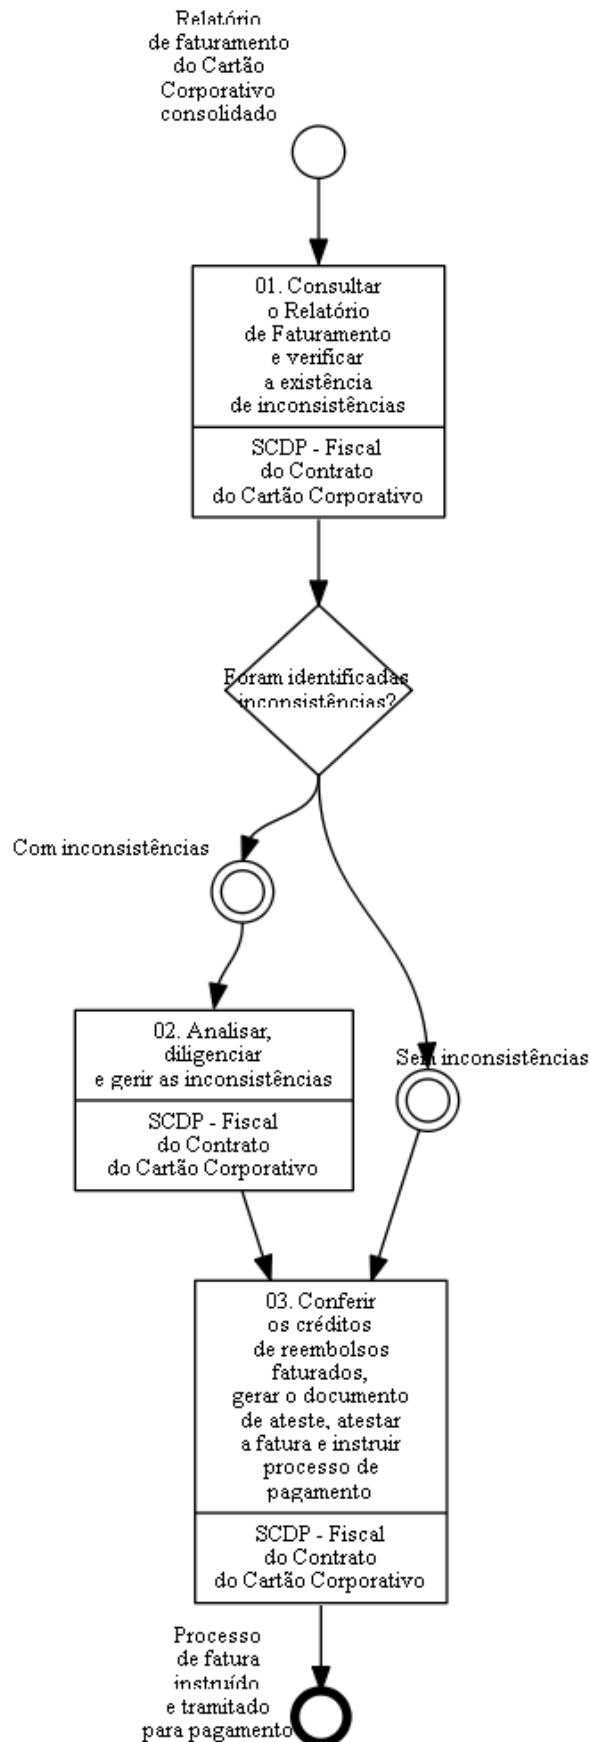 Relatório
de faturamento
do Cartão
Corporativo
consolidado
01. Consultar
o Relatório
de Faturamento
e verificar
a existência
de inconsistências
SCDP - Fiscal
do Contrato
do Cartão Corporativo
Foram identificadas
inconsistências?
Com inconsistências
02. Analisar,
diligenciar
e gerir as inconsistências
SCDP - Fiscal
do Contrato
do Cartão Corporativo
Sem inconsistências
03. Conferir
os créditos
de reembolsos
faturados,
gerar o documento
de ateste, atestar
a fatura e instruir
processo de
pagamento
SCDP - Fiscal
do Contrato
do Cartão Corporativo
Processo
de fatura
instruído
e tramitado
para pagamento